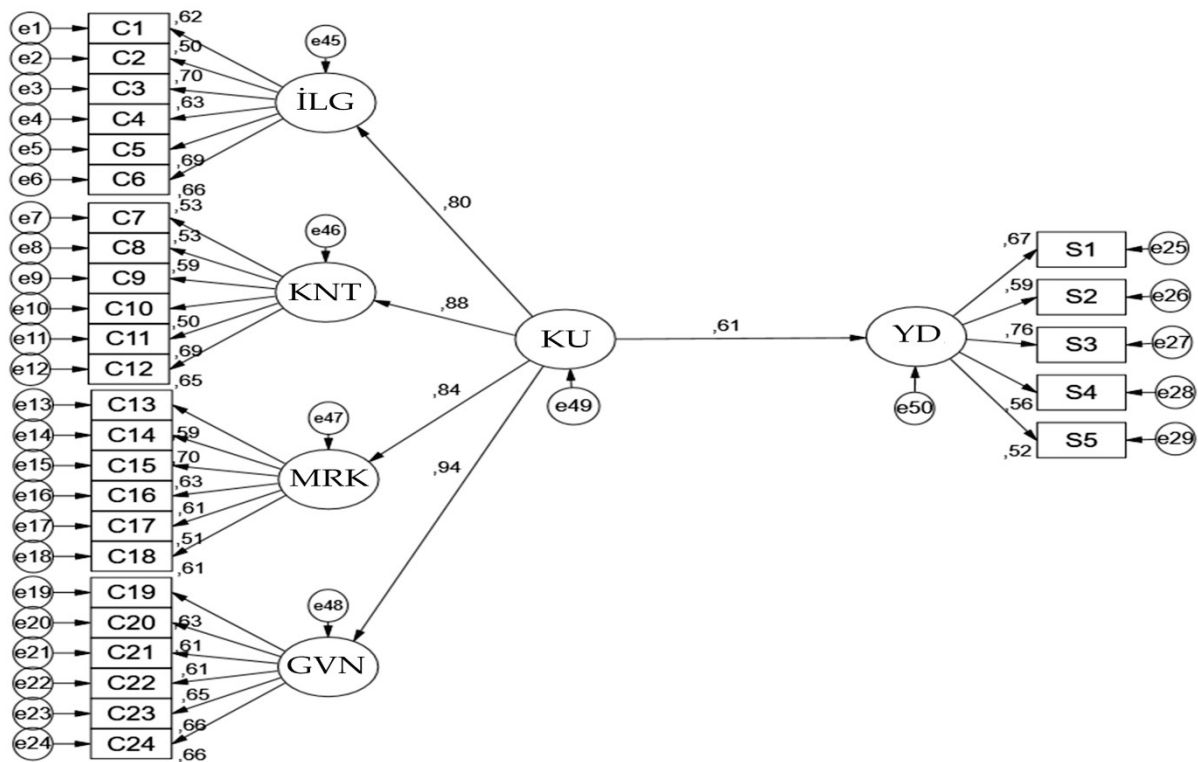 e1 C1 ,62
e2 C2 ,50
e3 C3 ,70
e4 C4 ,63
e5 C5
e6 C6 ,69
,66
e45
İLG
,80
e7 C7 ,53
e8 C8 ,53
e9 C9 ,59
e10 C10
e11 C11 ,50
e12 C12 ,69
,65
e46
KNT
,88
e13 C13
e14 C14 ,59
e15 C15 ,70
e16 C16 ,63
e17 C17 ,61
e18 C18 ,51
,61
e47
MRK
,84
e19 C19
e20 C20 ,63
e21 C21 ,61
e22 C22 ,61
e23 C23 ,65
e24 C24 ,66
,66
e48
GVN
,94
KU
e49
,61
YD
e50
,67 S1 e25
,59 S2 e26
,76 S3 e27
S4 e28
,56
,52 S5 e29